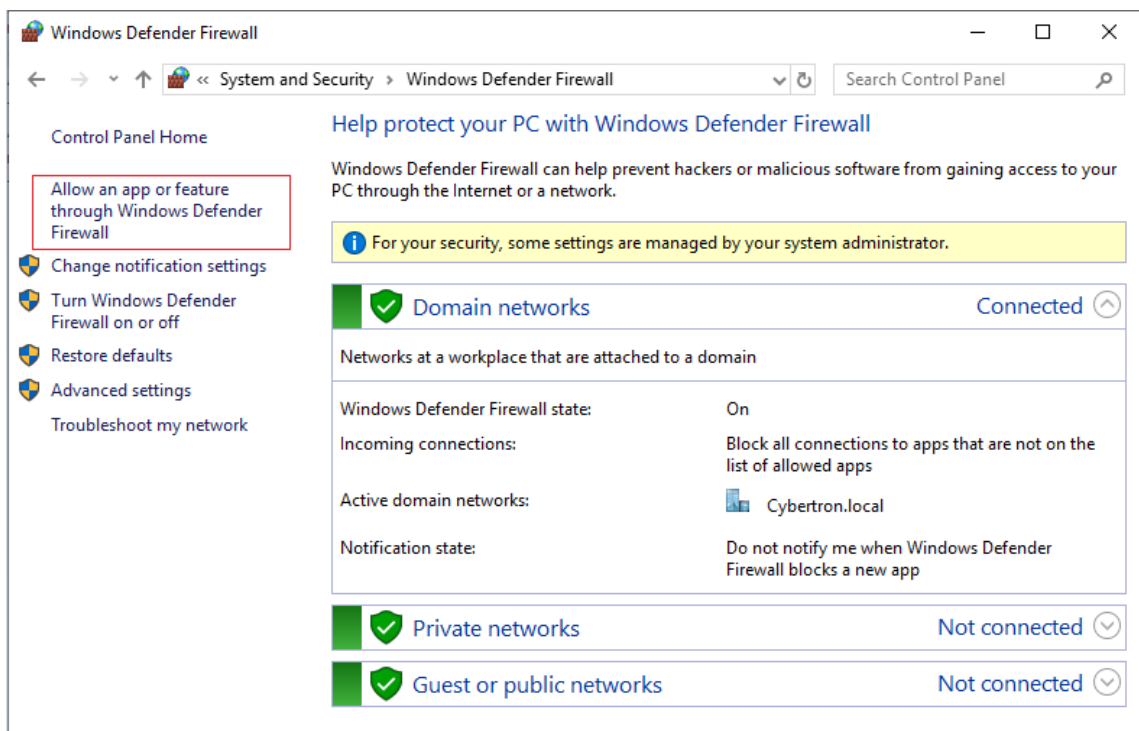 Windows Defender Firewall
« System and Security › Windows Defender Firewall
Search Control Panel
Control Panel Home
Allow an app or feature
through Windows Defender
Firewall
Change notification settings
Turn Windows Defender
Firewall on or off
Restore defaults
Advanced settings
Troubleshoot my network
Help protect your PC with Windows Defender Firewall
Windows Defender Firewall can help prevent hackers or malicious software from gaining access to your
PC through the Internet or a network.
For your security, some settings are managed by your system administrator.
Domain networks Connected
Networks at a workplace that are attached to a domain
Windows Defender Firewall state: On
Incoming connections: Block all connections to apps that are not on the
list of allowed apps
Active domain networks: Cybertron.local
Notification state: Do not notify me when Windows Defender
Firewall blocks a new app
Private networks Not connected
Guest or public networks Not connected